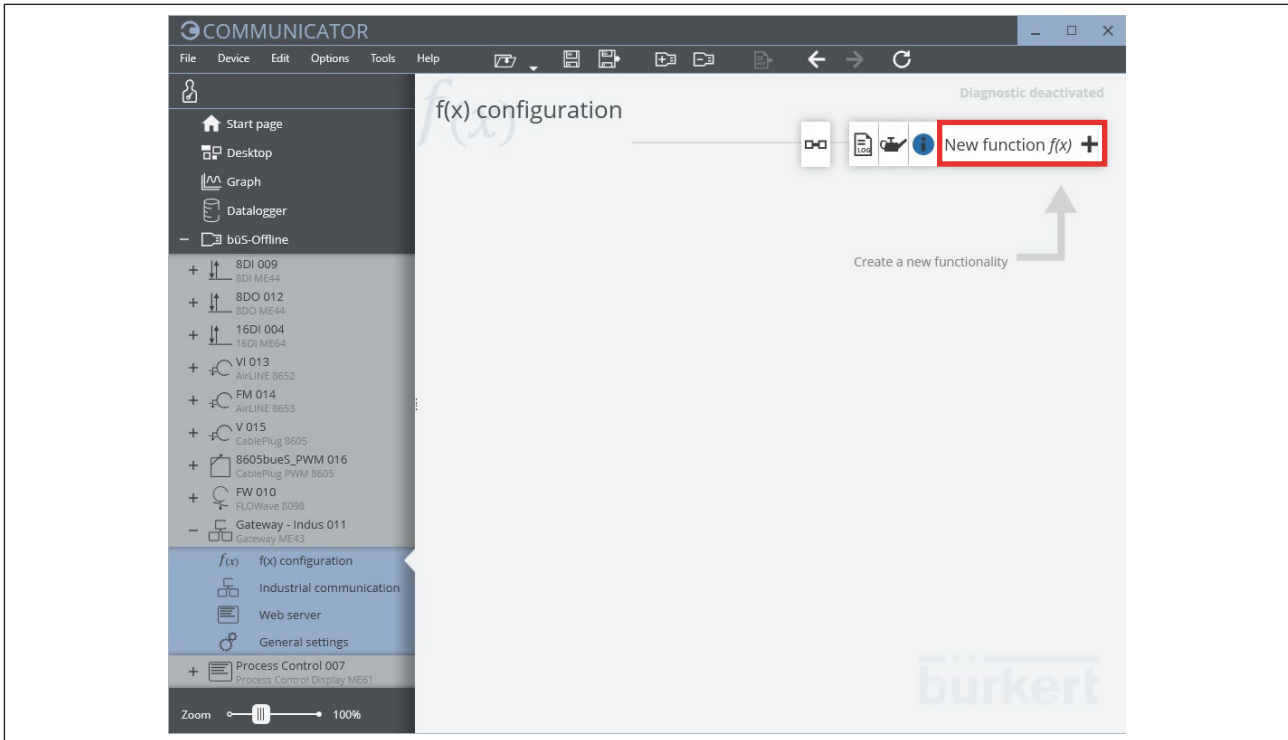 COMMUNICATOR
File Device Edit Options Tools Help
Start page
Desktop
Graph
Datalogger
büS-Offline
8DI 009
8DI ME44
8DO 012
8DO ME44
16DI 004
16DI ME64
VI 013
AirLINE 8652
FM 014
AirLINE 8653
V 015
CablePlug 8605
8605bueS_PWM 016
CablePlug PWM 8605
FW 010
FLOWave 8098
Gateway - Indus 011
Gateway ME43
f(x) f(x) configuration
Industrial communication
Web server
General settings
Process Control 007
Process Control Display ME61
Zoom 100%
f(x)
f(x) configuration
Diagnostic deactivated
LOG
New function f(x)
Create a new functionality
bürkert